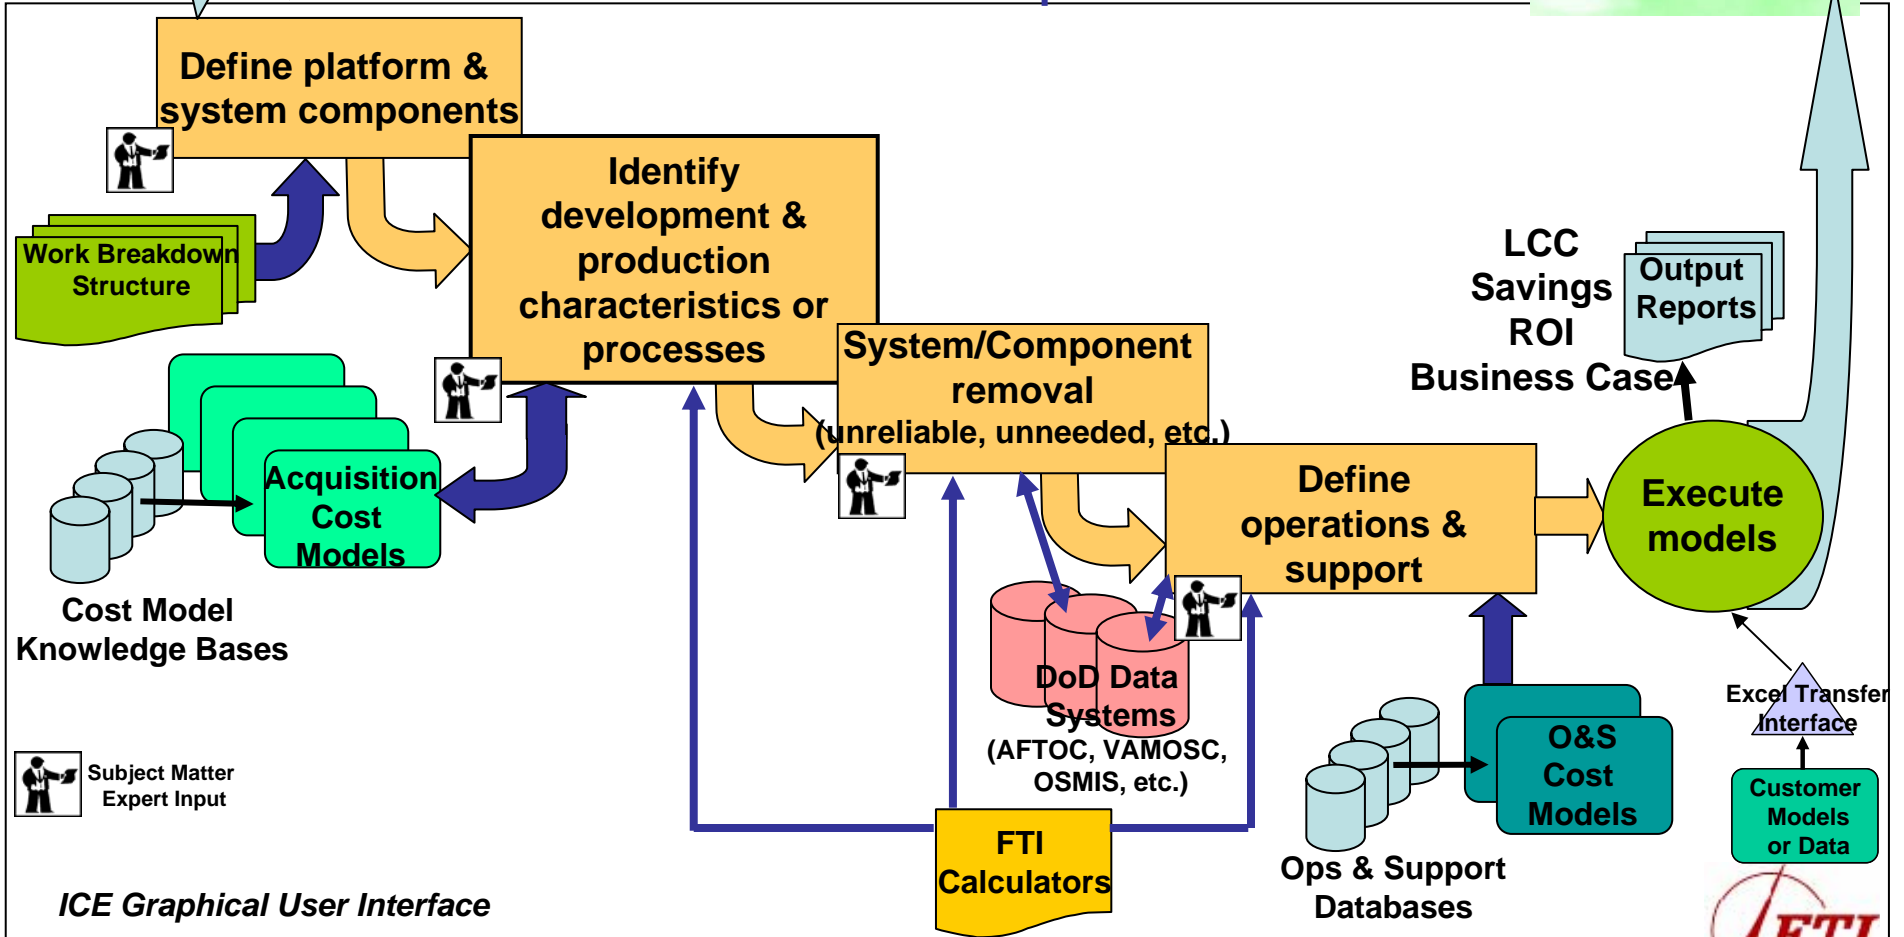 Define platform &
system components
Identify
development &
production
characteristics or
processes
Work Breakdown
Structure
System/Component
removal
(unreliable, unneeded, etc.)
LCC
Savings
ROI
Business Case
Output
Reports
Acquisition
Cost
Models
Define
operations &
support
Execute
models
Cost Model
Knowledge Bases
DoD Data
Systems
(AFTOC, VAMOSC,
OSMIS, etc.)
Excel Transfer
Interface
O&S
Cost
Models
Subject Matter
Expert Input
Customer
Models
or Data
FTI
Calculators
Ops & Support
Databases
ICE Graphical User Interface
FTI